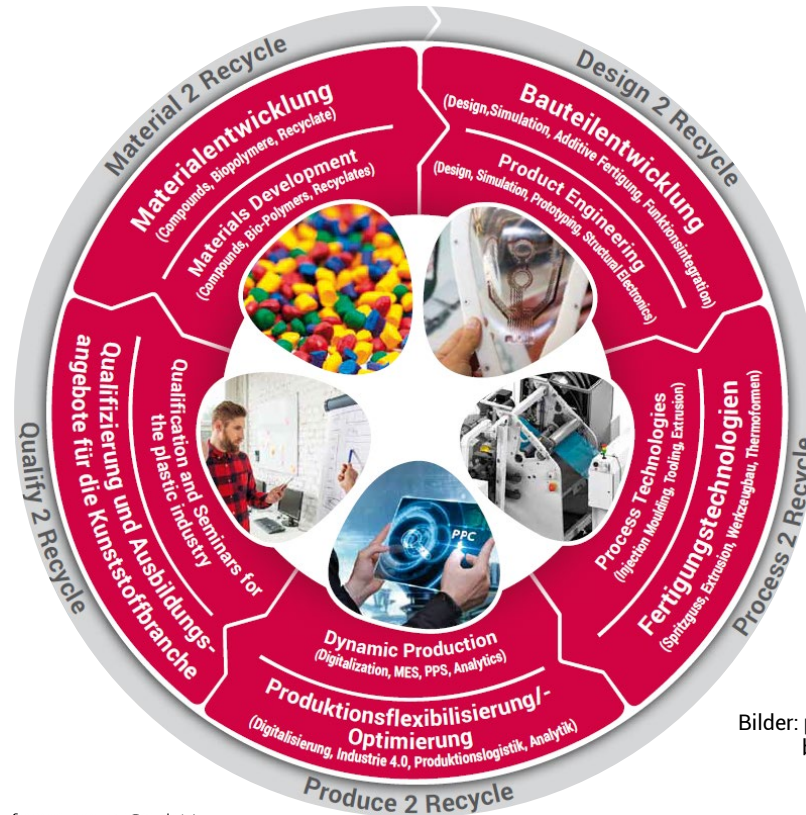 Material 2 Recycle
Materialentwicklung
(Compounds, Biopolymere, Recyclate)
Materials Development
(Compounds, Bio-Polymers, Recyclates)
Design 2 Recycle
Bauteilentwicklung
(Design,Simulation, Additive Fertigung, Funktionsintegration)
Product Engineering
(Design, Simulation, Prototyping, Structural Electronics)
Process 2 Recycle
Fertigungstechnologien
(Spritzguss, Extrusion, Werkzeugbau, Thermoformen)
Process Technologies
(Injection Moulding, Tooling, Extrusion)
PPC
Dynamic Production
(Digitalization, MES, PPS, Analytics)
Produktionsflexibilisierung/-
Optimierung
(Digitalisierung, Industrie 4.0, Produktionslogistik, Analytik)
Produce 2 Recycle
Qualify 2 Recycle
Qualifizierung und Ausbildungs-
angebote für die Kunststoffbranche
Qualification and Seminars for
the plastic industry
Bilder: